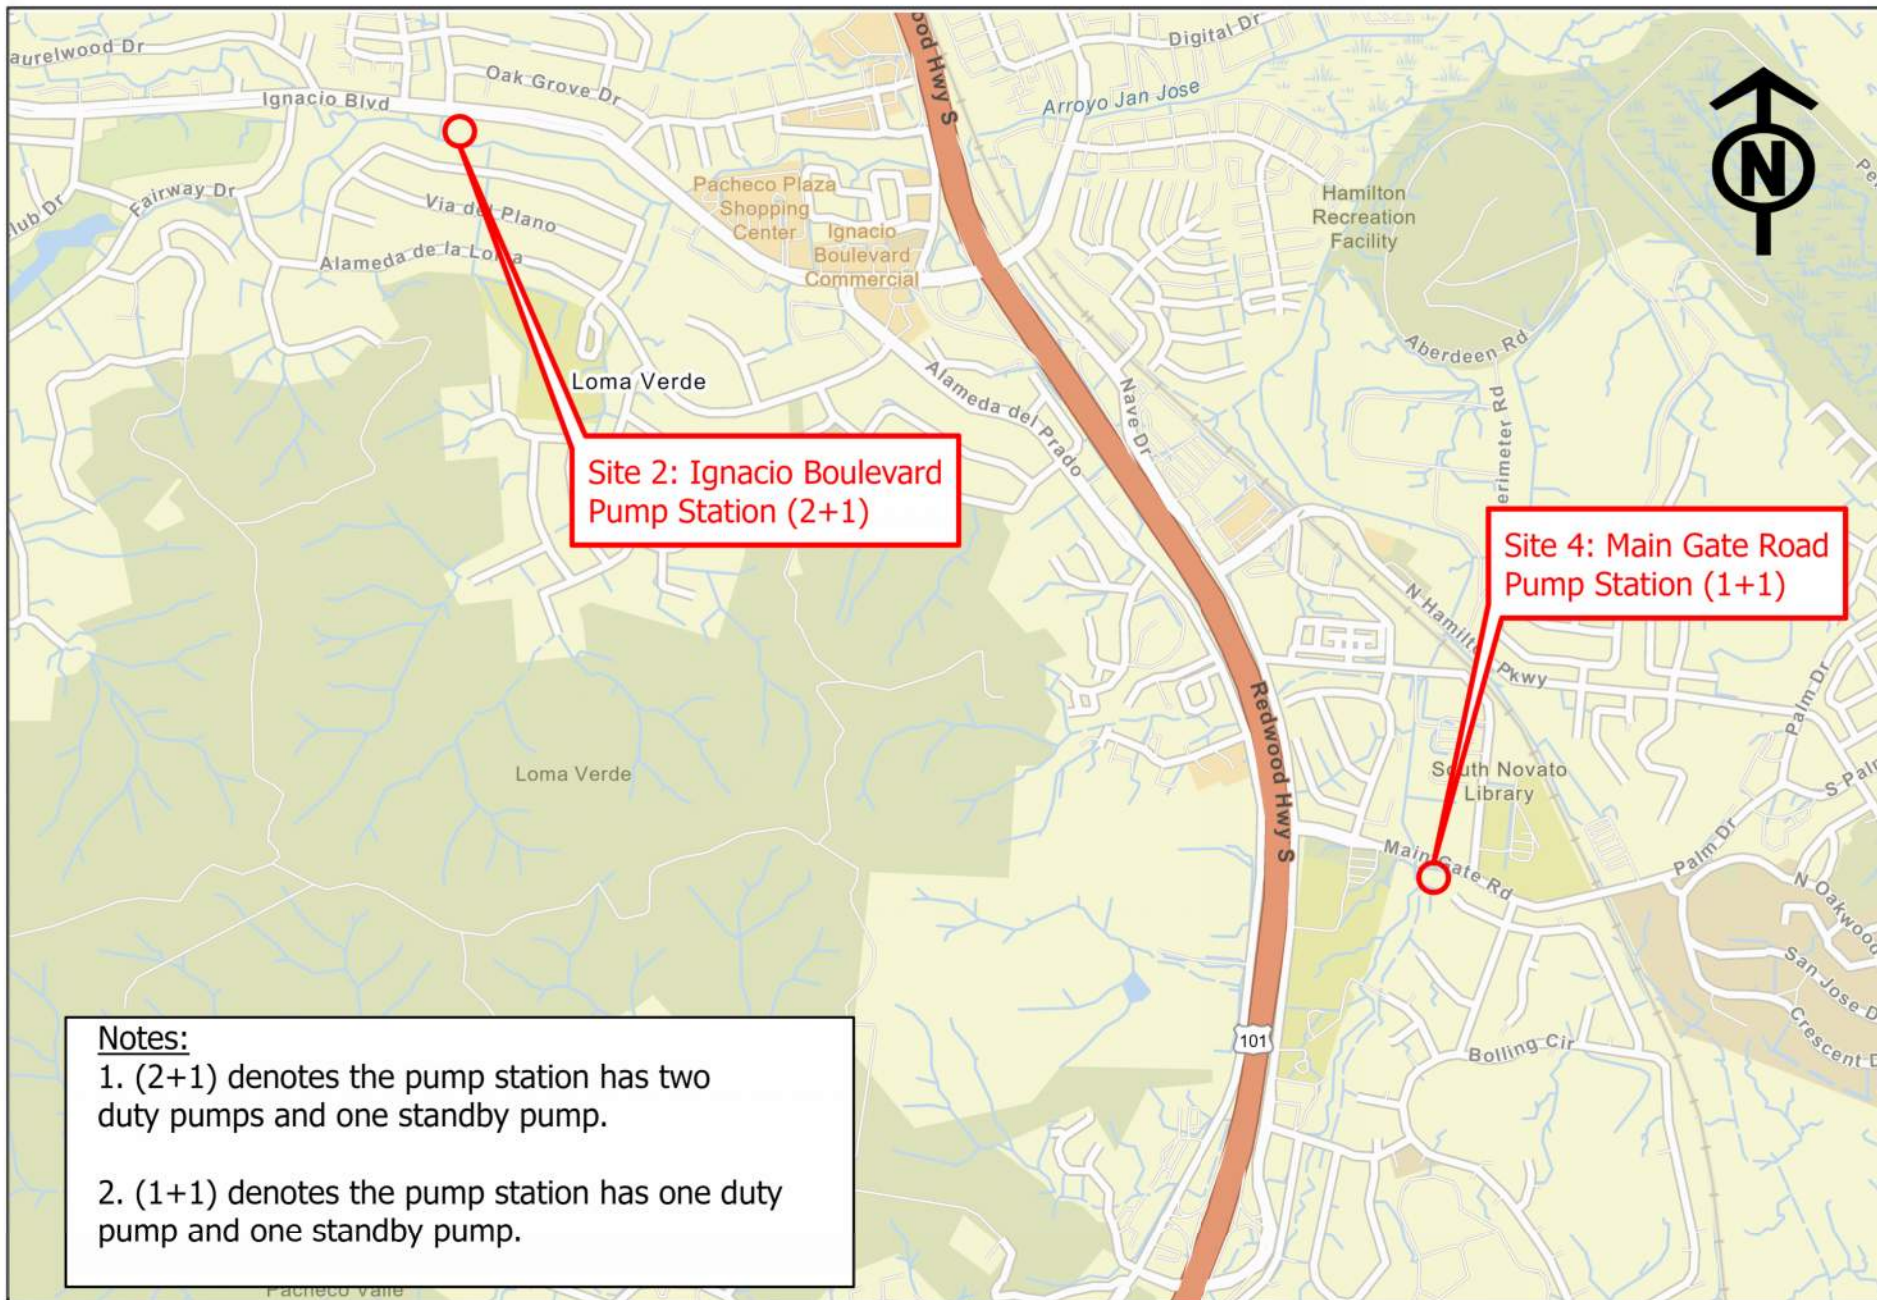 Digital Dr
Oak Grove Dr
Ignacio Blvd
Arroyo Jan Jose
Redwood Hwy S
Fairway Dr
Via del Plano
Alameda de la Loma
Pacheco Plaza
Shopping
Center
Ignacio
Boulevard
Commercial
Hamilton
Recreation
Facility
N
Aberdeen Rd
Loma Verde
Alameda del Prado
Nave Dr
Site 2: Ignacio Boulevard
Pump Station (2+1)
Site 4: Main Gate Road
Pump Station (1+1)
N Hamilton Pkwy
Palm Dr
Redwood Hwy S
Loma Verde
South Novato
Library
Main Gate Rd
Palm Dr
N Oakwood
San Jose D
Crescent D
101
Bolling Cir
Notes:
1. (2+1) denotes the pump station has two
duty pumps and one standby pump.
2. (1+1) denotes the pump station has one duty
pump and one standby pump.
Pacheco Valle